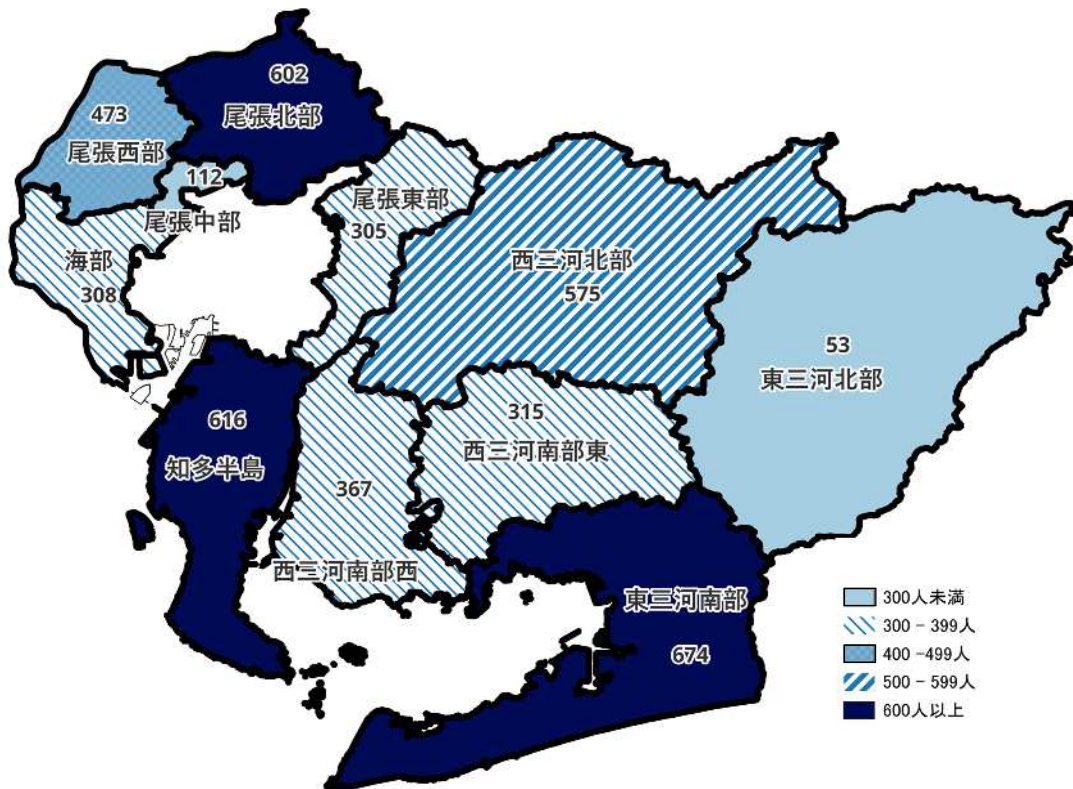 602
尾張北部
473
尾張西部
112
尾張中部
尾張東部
305
海部
308
西三河北部
575
53
東三河北部
616
知多半島
315
西三河南部東
367
西三河南部西
東三河南部
674
300人未満
300 - 399人
400 -499人
500 - 599人
600人以上